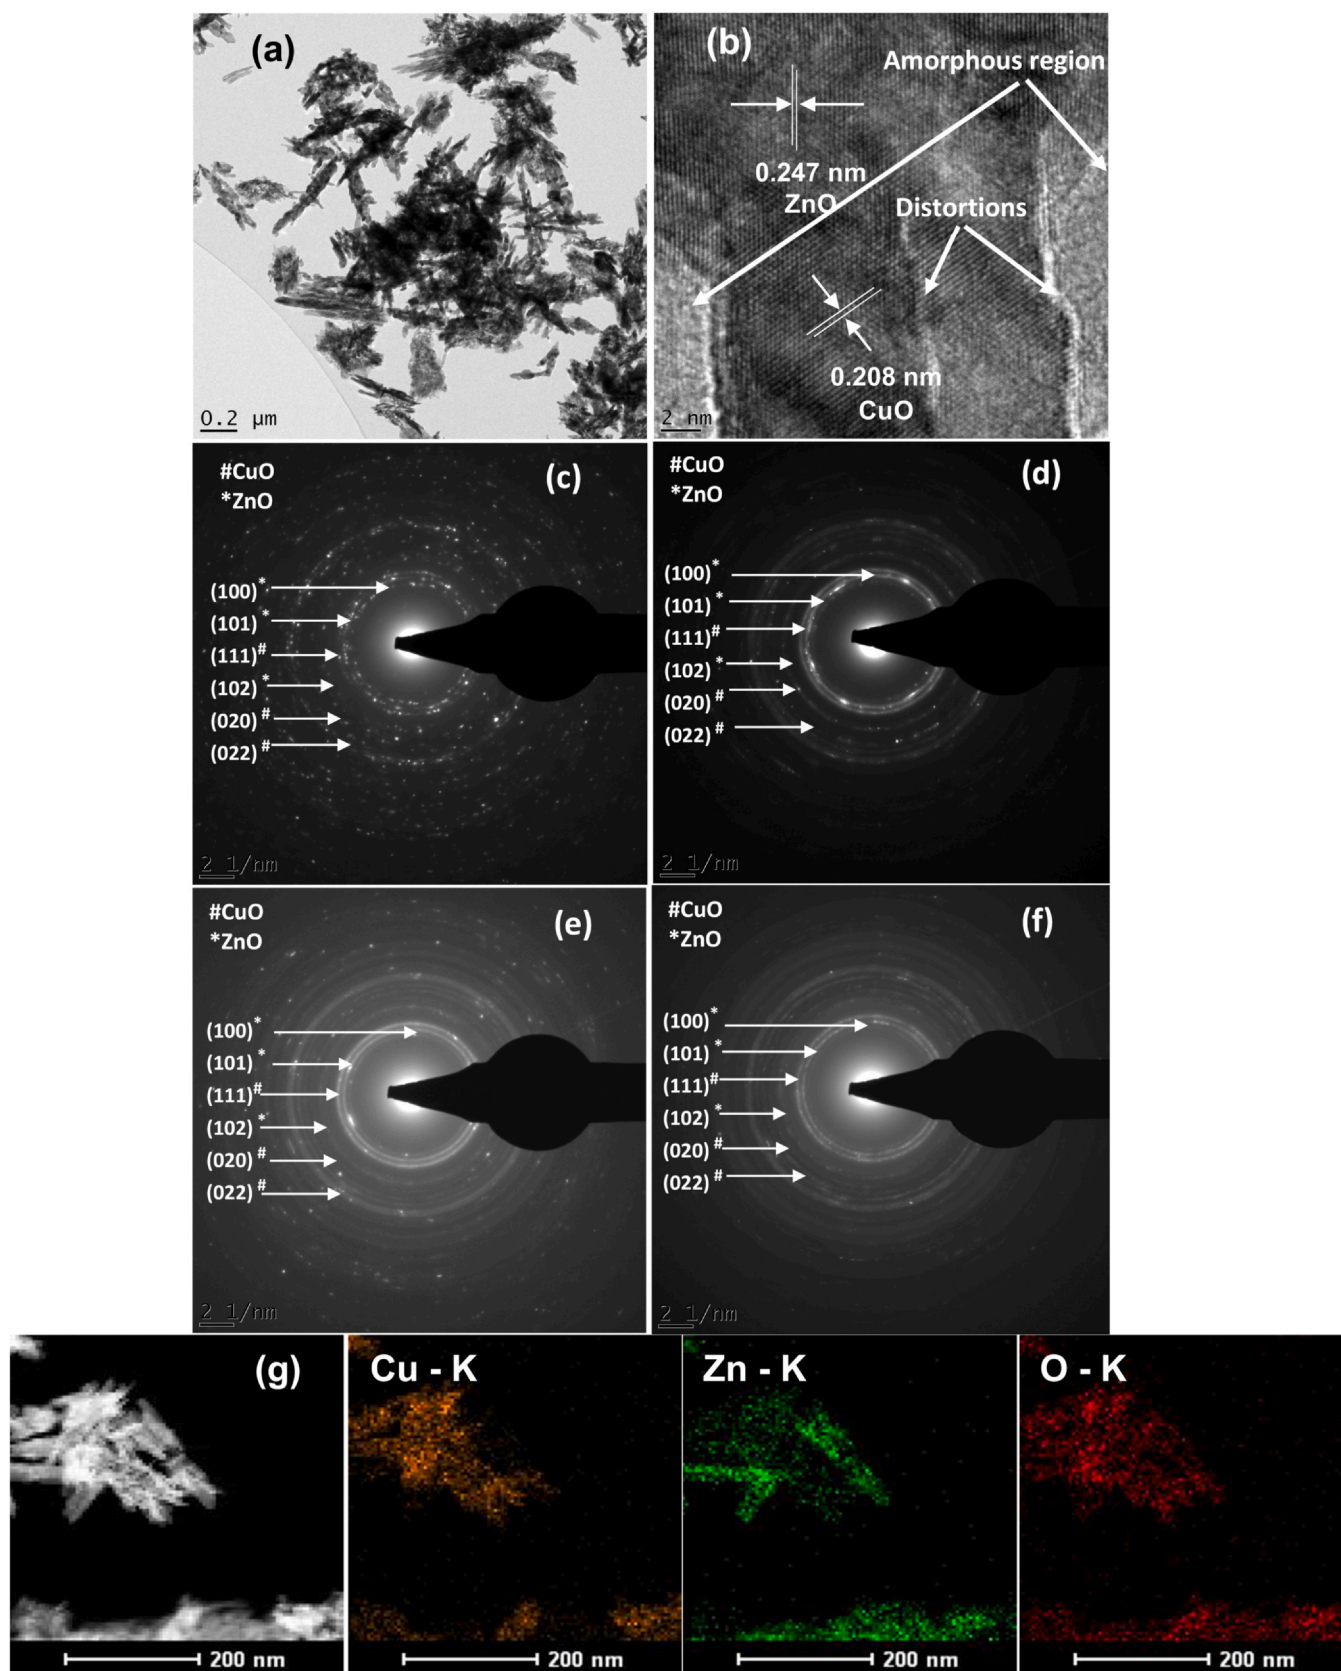 (a)
0.2 µm
(b)
Amorphous region
0.247 nm
ZnO
Distortions
0.208 nm
CuO
2 nm
#CuO
*ZnO
(c)
(100)*
(101)*
(111)#
(102)*
(020)#
(022)#
2 1/nm
#CuO
*ZnO
(d)
(100)*
(101)*
(111)#
(102)*
(020)#
(022)#
2 1/nm
#CuO
*ZnO
(e)
(100)*
(101)*
(111)#
(102)*
(020)#
(022)#
2 1/nm
#CuO
*ZnO
(f)
(100)*
(101)*
(111)#
(102)*
(020)#
(022)#
2 1/nm
(g)
Cu - K
Zn - K
O - K
200 nm
200 nm
200 nm
200 nm